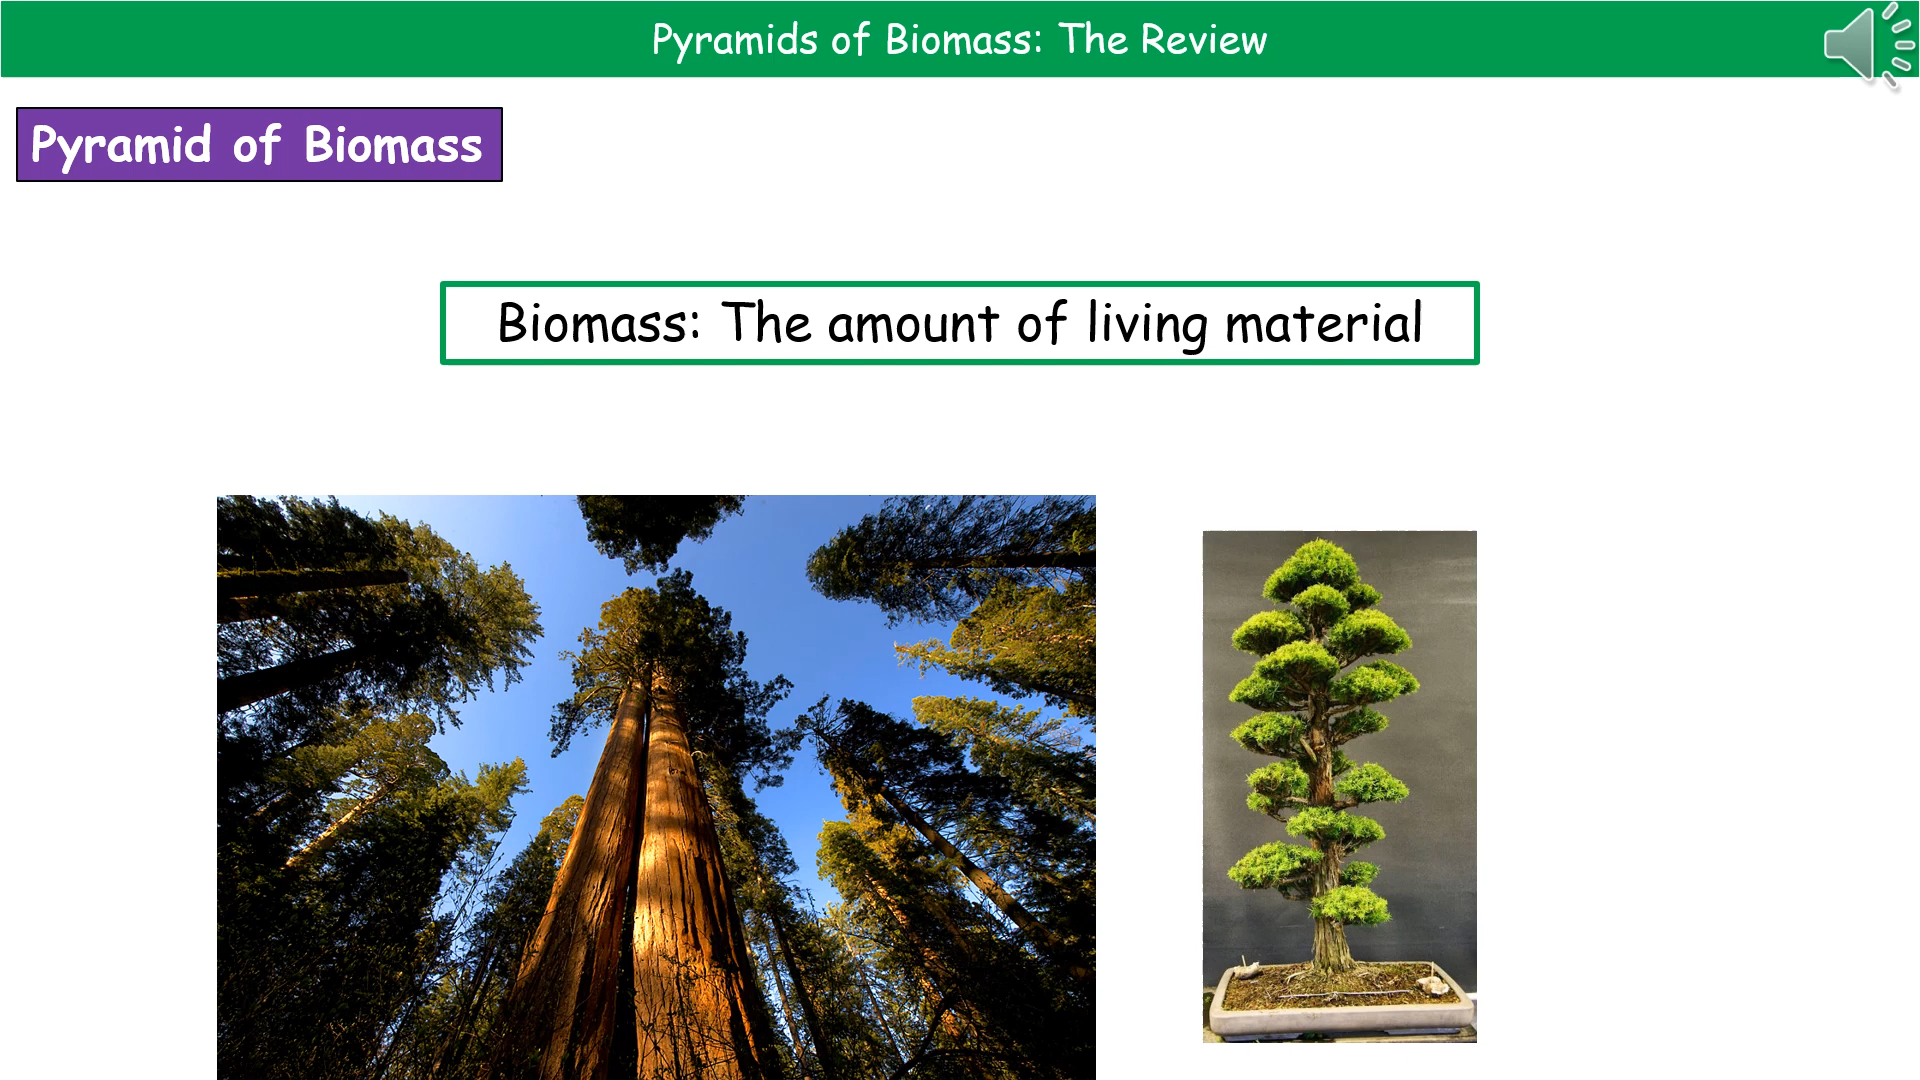 Pyramids of Biomass: The Review
Pyramid of Biomass
Biomass: The amount of living material